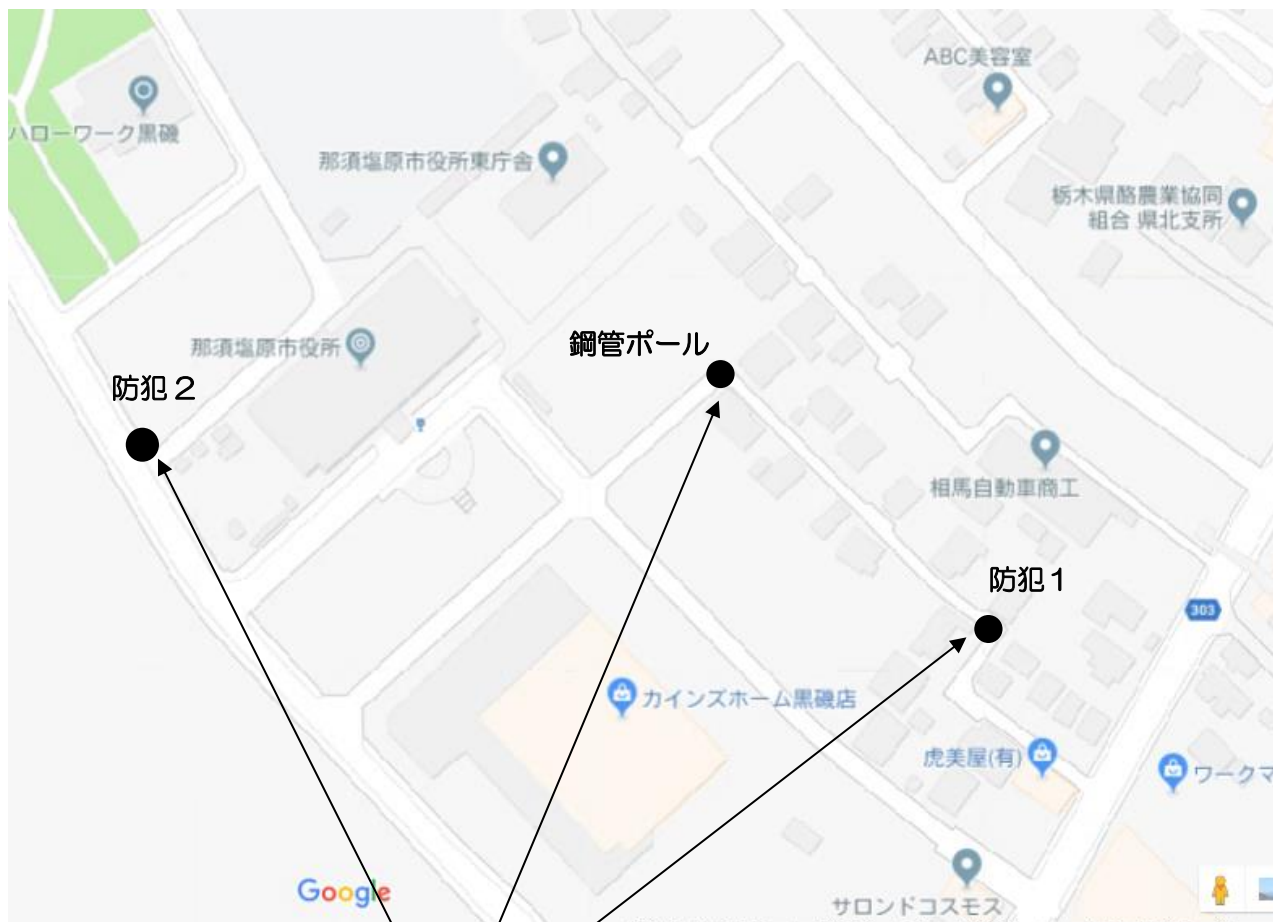 ABC美容室
ハローワーク黒磯
那須塩原市役所東庁舎
栃木県酪農業協同
組合 県北支所
那須塩原市役所
鋼管ポール
防犯2
相馬自動車商工
防犯1
303
カインズホーム黒磯店
虎美屋(有)
ワークマ
Google
サロンドコスモス